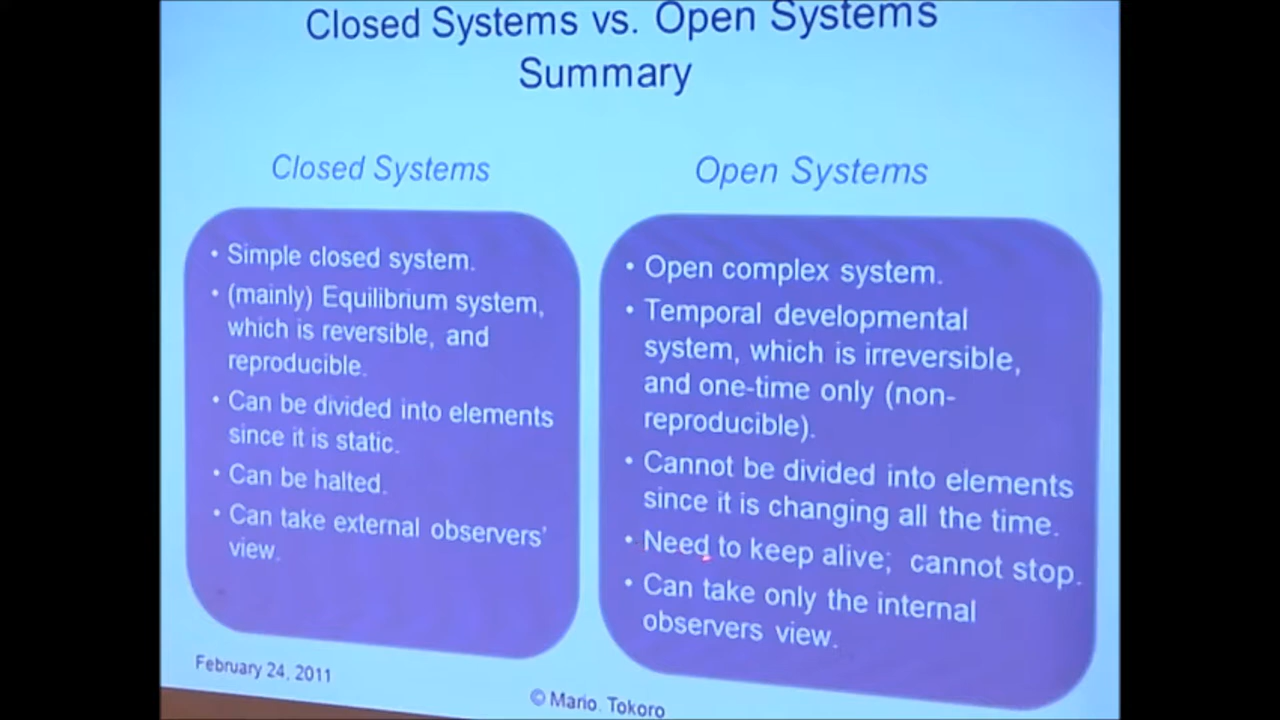 Closed Systems vs. Open Systems
Summary
Closed Systems
• Simple closed system.
• (mainly) Equilibrium system,
which is reversible, and
reproducible.
• Can be divided into elements
since it is static.
• Can be halted.
• Can take external observers'
view.
Open Systems
• Open complex system.
• Temporal developmental
system, which is irreversible,
and one-time only (non-
reproducible).
• Cannot be divided into elements
since it is changing all the time.
• Need to keep alive; cannot stop.
• Can take only the internal
observers view.
February 24, 2011
© Mario. Tokoro